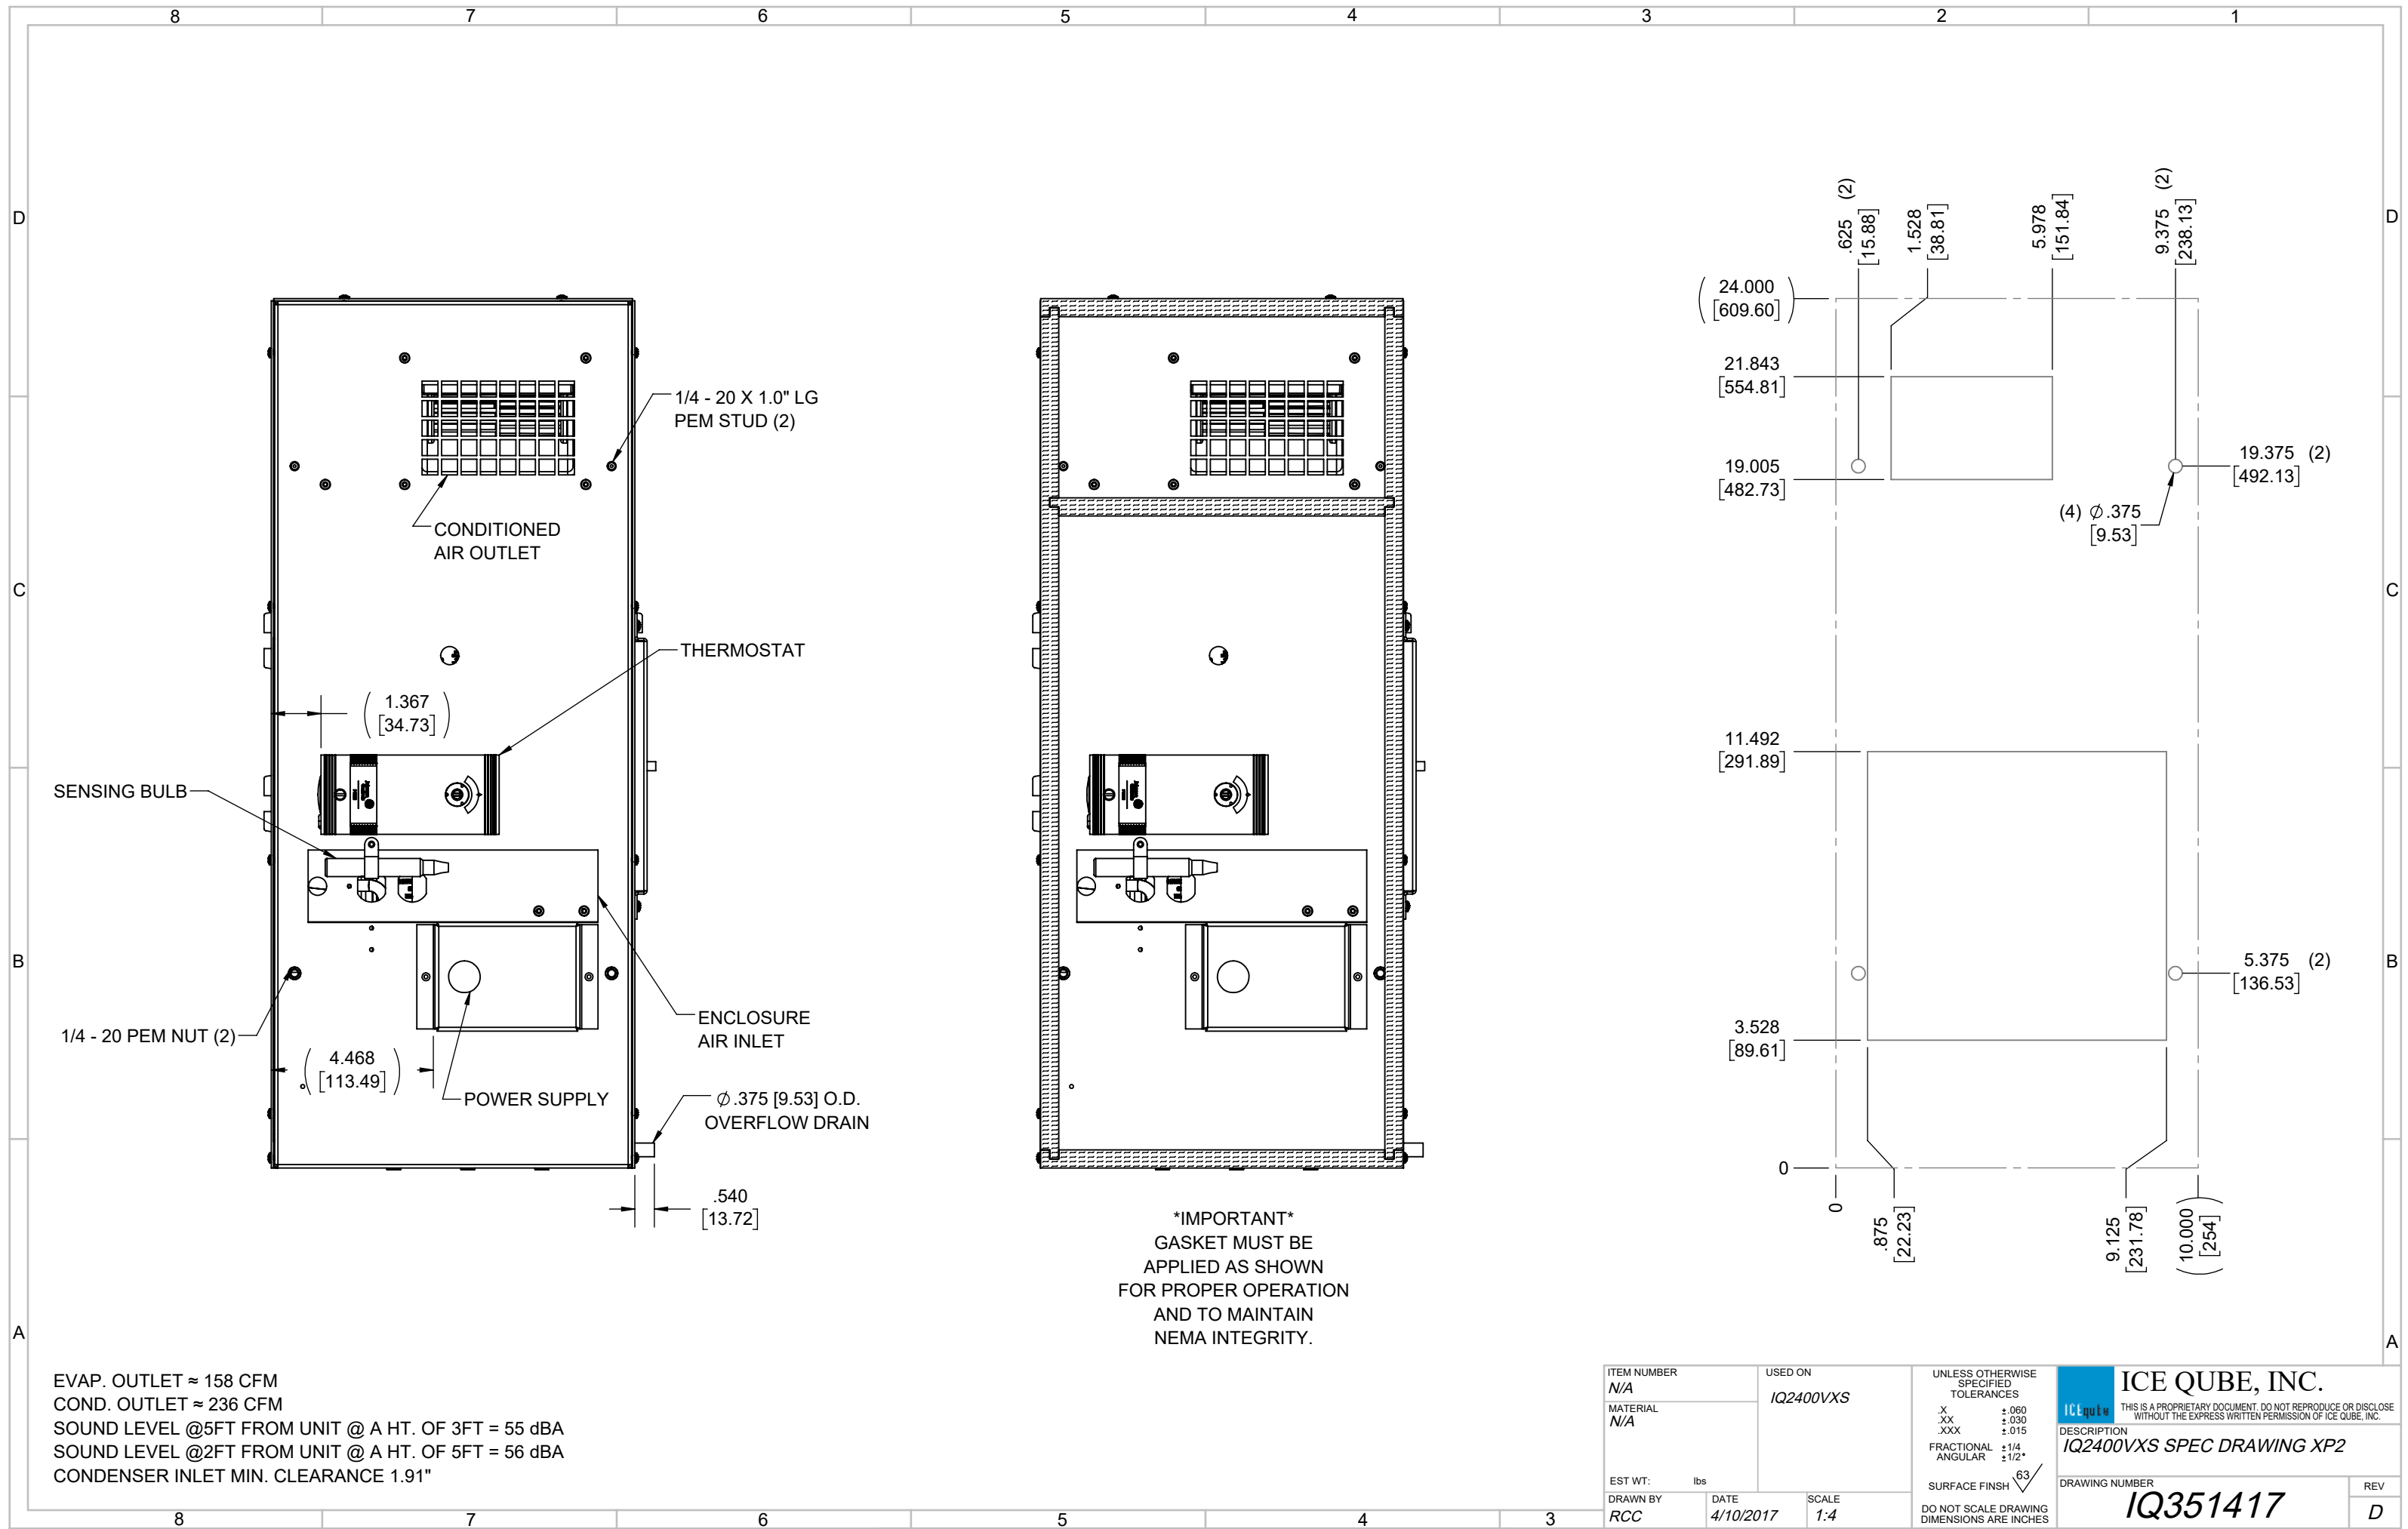 8 7 6 5 4 3 2 1
D
C
B
A
1/4 - 20 X 1.0" LG
PEM STUD (2)
CONDITIONED
AIR OUTLET
THERMOSTAT
( 1.367 )
[34.73]
SENSING BULB
1/4 - 20 PEM NUT (2)
( 4.468 )
[113.49]
POWER SUPPLY
ENCLOSURE
AIR INLET
∅.375 [9.53] O.D.
OVERFLOW DRAIN
.540
[13.72]
*IMPORTANT*
GASKET MUST BE
APPLIED AS SHOWN
FOR PROPER OPERATION
AND TO MAINTAIN
NEMA INTEGRITY.
.625 (2)
[15.88]
1.528
[38.81]
5.978
[151.84]
9.375 (2)
[238.13]
( 24.000 )
[609.60]
21.843
[554.81]
19.005
[482.73]
19.375 (2)
[492.13]
(4) ∅.375
[9.53]
11.492
[291.89]
5.375 (2)
[136.53]
3.528
[89.61]
0
0
.875
[22.23]
9.125
[231.78]
(10.000)
[254]
D
C
B
A
EVAP. OUTLET ≈ 158 CFM
COND. OUTLET ≈ 236 CFM
SOUND LEVEL @5FT FROM UNIT @ A HT. OF 3FT = 55 dBA
SOUND LEVEL @2FT FROM UNIT @ A HT. OF 5FT = 56 dBA
CONDENSER INLET MIN. CLEARANCE 1.91"
ITEM NUMBER
N/A
MATERIAL
N/A
EST WT: lbs
DRAWN BY
RCC
DATE
4/10/2017
SCALE
1:4
USED ON
IQ2400VXS
UNLESS OTHERWISE
SPECIFIED
TOLERANCES
.X ±.060
.XX ±.030
.XXX ±.015
FRACTIONAL ±1/4
ANGULAR ±1/2°
SURFACE FINSH 63
DO NOT SCALE DRAWING
DIMENSIONS ARE INCHES
ICEqube
ICE QUBE, INC.
THIS IS A PROPRIETARY DOCUMENT. DO NOT REPRODUCE OR DISCLOSE
WITHOUT THE EXPRESS WRITTEN PERMISSION OF ICE QUBE, INC.
DESCRIPTION
IQ2400VXS SPEC DRAWING XP2
DRAWING NUMBER
IQ351417
REV
D
8 7 6 5 4 3